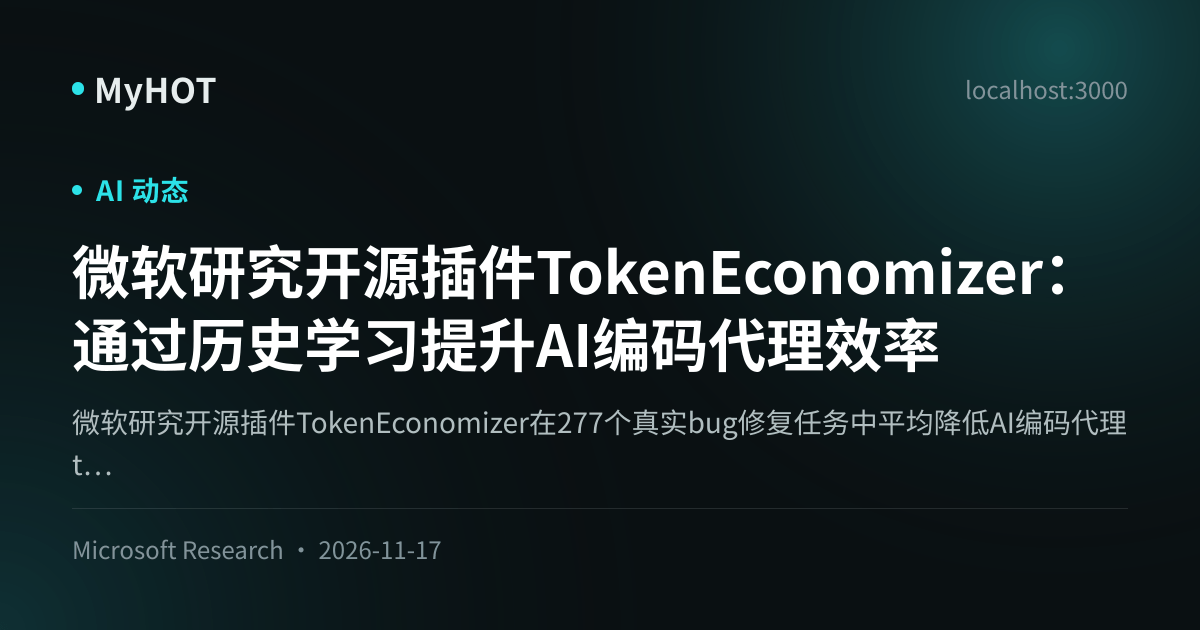 MyHOT
localhost:3000
AI 动态
微软研究开源插件TokenEconomizer：
通过历史学习提升AI编码代理效率
微软研究开源插件TokenEconomizer在277个真实bug修复任务中平均降低AI编码代理
t…
Microsoft Research · 2026-11-17